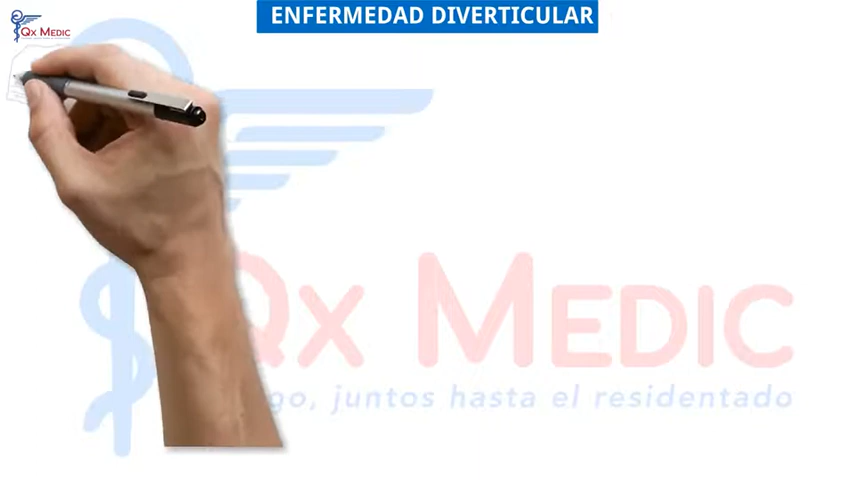 ENFERMEDAD DIVERTICULAR
QX MEDIC
QX MEDIC
go, juntos hasta el residentado